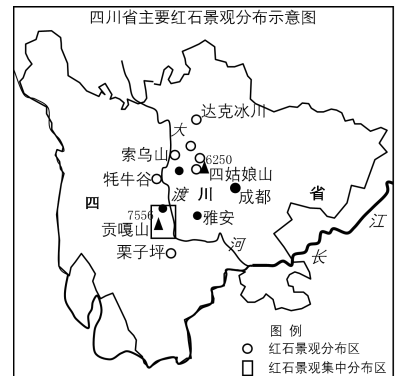 四川省主要红石景观分布示意图
达克冰川
大
索乌山
6250
四姑娘山
牦牛谷
渡
川
成都
四
省
7556
贡嘎山
雅安
江
河
栗子坪
长
图 例
红石景观分布区
红石景观集中分布区